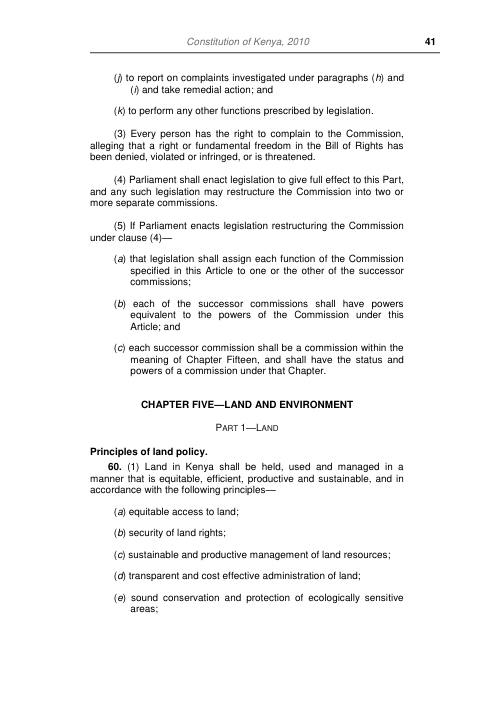 Constitution of Kenya, 2010 41
(j) to report on complaints investigated under paragraphs (h) and
(i) and take remedial action; and
(k) to perform any other functions prescribed by legislation.
(3) Every person has the right to complain to the Commission,
alleging that a right or fundamental freedom in the Bill of Rights has
been denied, violated or infringed, or is threatened.
(4) Parliament shall enact legislation to give full effect to this Part,
and any such legislation may restructure the Commission into two or
more separate commissions.
(5) If Parliament enacts legislation restructuring the Commission
under clause (4)—
(a) that legislation shall assign each function of the Commission
specified in this Article to one or the other of the successor
commissions;
(b) each of the successor commissions shall have powers
equivalent to the powers of the Commission under this
Article; and
(c) each successor commission shall be a commission within the
meaning of Chapter Fifteen, and shall have the status and
powers of a commission under that Chapter.
CHAPTER FIVE—LAND AND ENVIRONMENT
PART 1—LAND
Principles of land policy.
60. (1) Land in Kenya shall be held, used and managed in a
manner that is equitable, efficient, productive and sustainable, and in
accordance with the following principles—
(a) equitable access to land;
(b) security of land rights;
(c) sustainable and productive management of land resources;
(d) transparent and cost effective administration of land;
(e) sound conservation and protection of ecologically sensitive
areas;